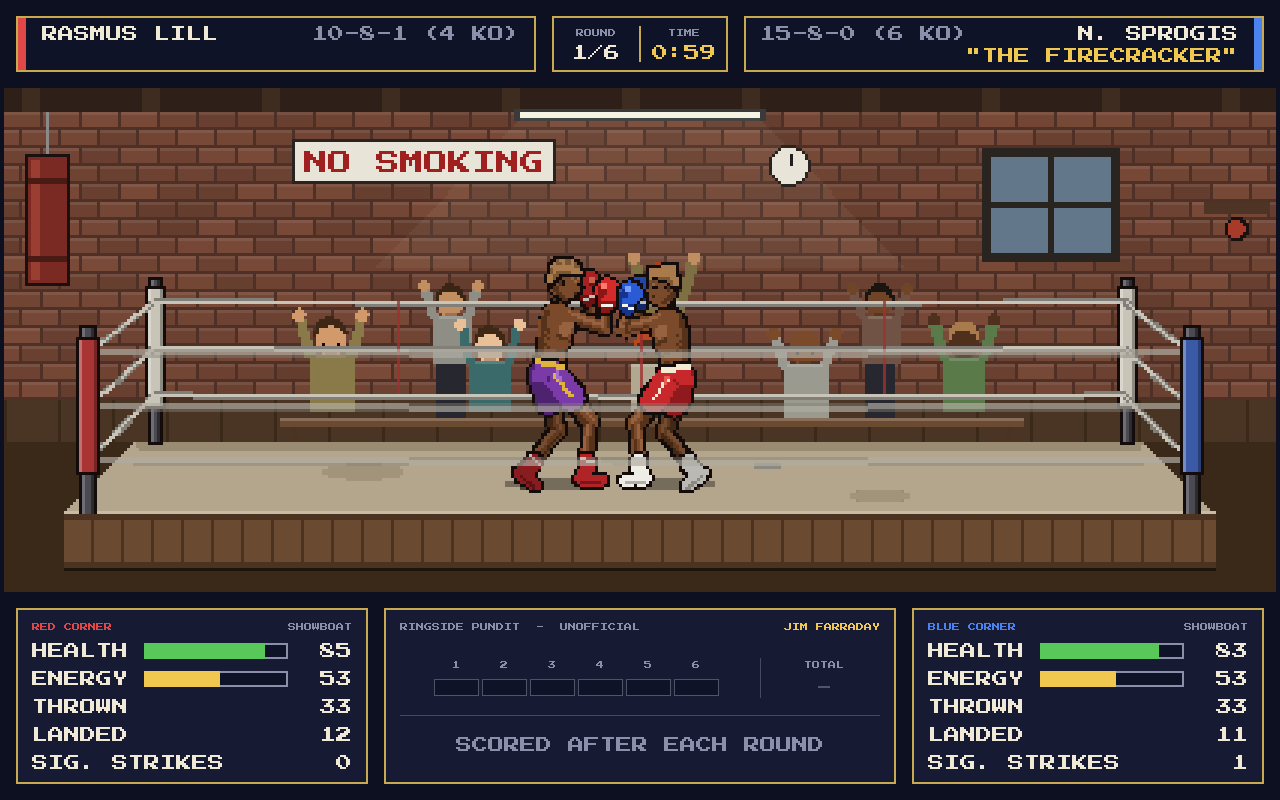 RASMUS LILL 10-8-1 (4 KO)
ROUND TIME
1/6 0:59
15-8-0 (6 KO) N. SPROGIS
"THE FIRECRACKER"
NO SMOKING
RED CORNER SHOWBOAT
HEALTH 85
ENERGY 53
THROWN 33
LANDED 12
SIG. STRIKES 0
RINGSIDE PUNDIT - UNOFFICIAL JIM FARRADAY
1 2 3 4 5 6 TOTAL
—
SCORED AFTER EACH ROUND
BLUE CORNER SHOWBOAT
HEALTH 83
ENERGY 53
THROWN 33
LANDED 11
SIG. STRIKES 1